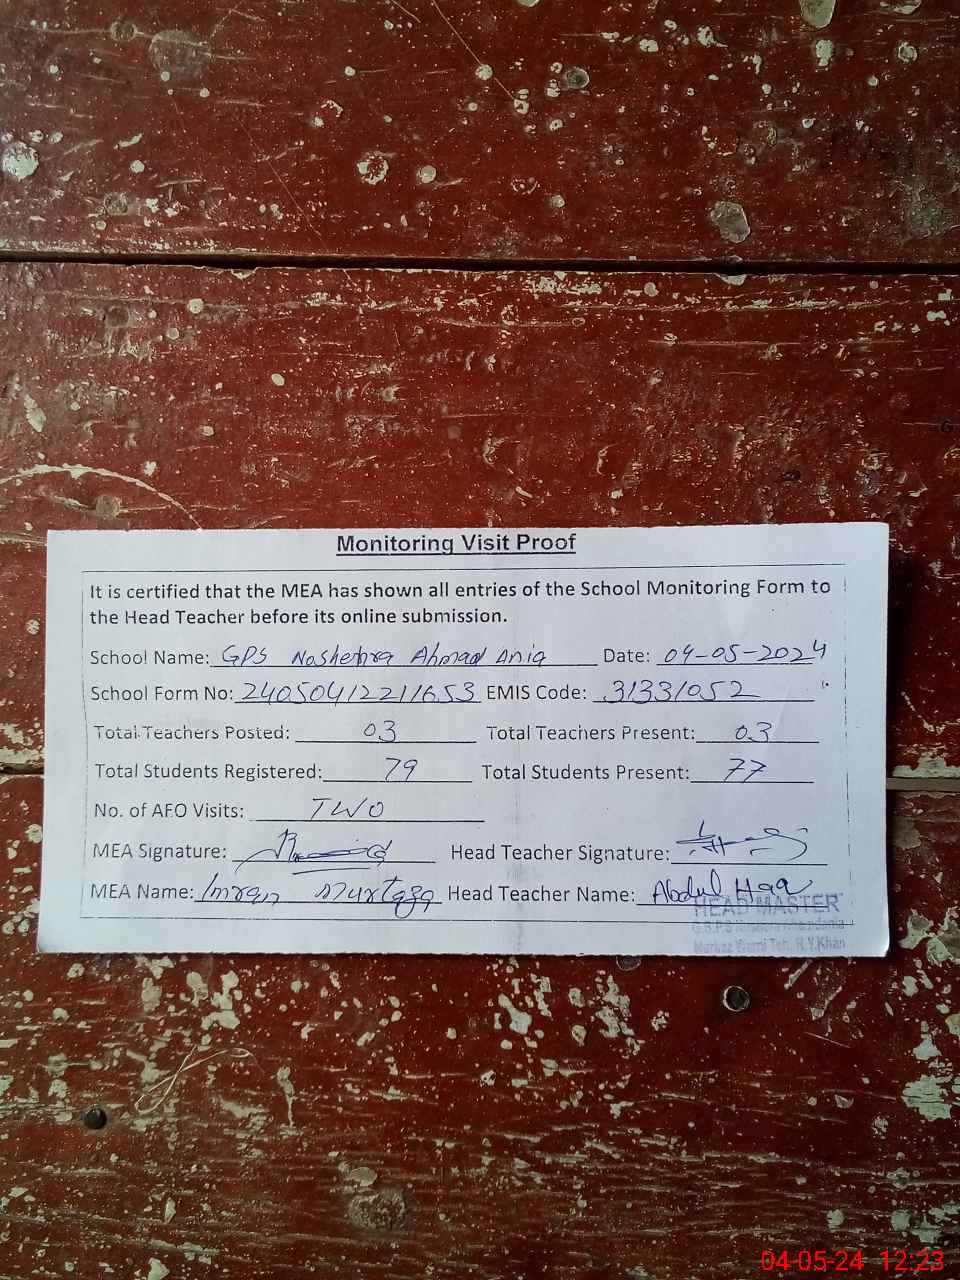 Monitoring Visit Proof
It is certified that the MEA has shown all entries of the School Monitoring Form to
the Head Teacher before its online submission.
School Name: GPS Noshehra Ahmad Ania Date: 04-05-2024
School Form No: 24050412211653 EMIS Code: 31331052
Total Teachers Posted: 03 Total Teachers Present: 03
Total Students Registered: 79 Total Students Present: 77
No. of AFO Visits: TWO
MEA Signature: Head Teacher Signature:
MEA Name: Imran Murtaza Head Teacher Name: Abdul Haq
HEAD MASTER
Teh. R.Y.Khan
04-05-24 12:23